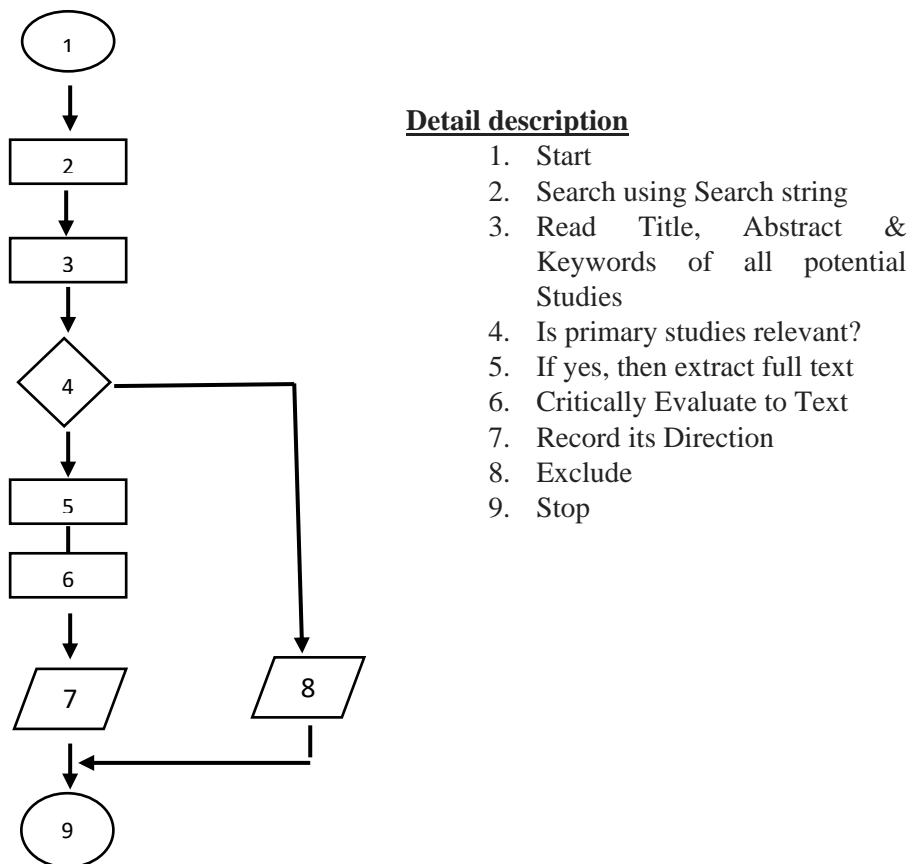 1
2
3
4
5
6
7
8
9
Detail description
1. Start
2. Search using Search string
3. Read Title, Abstract &
Keywords of all potential
Studies
4. Is primary studies relevant?
5. If yes, then extract full text
6. Critically Evaluate to Text
7. Record its Direction
8. Exclude
9. Stop